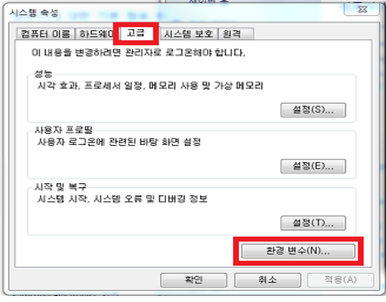 시스템 속성
컴퓨터 이름 하드웨어 고급 시스템 보호 원격
이 내용을 변경하려면 관리자로 로그온해야 합니다.
성능
시각 효과, 프로세서 일정, 메모리 사용 및 가상 메모리
설정(S)...
사용자 프로필
사용자 로그온에 관련된 바탕 화면 설정
설정(E)...
시작 및 복구
시스템 시작, 시스템 오류 및 디버깅 정보
설정(T)...
환경 변수(N)...
확인 취소 적용(A)